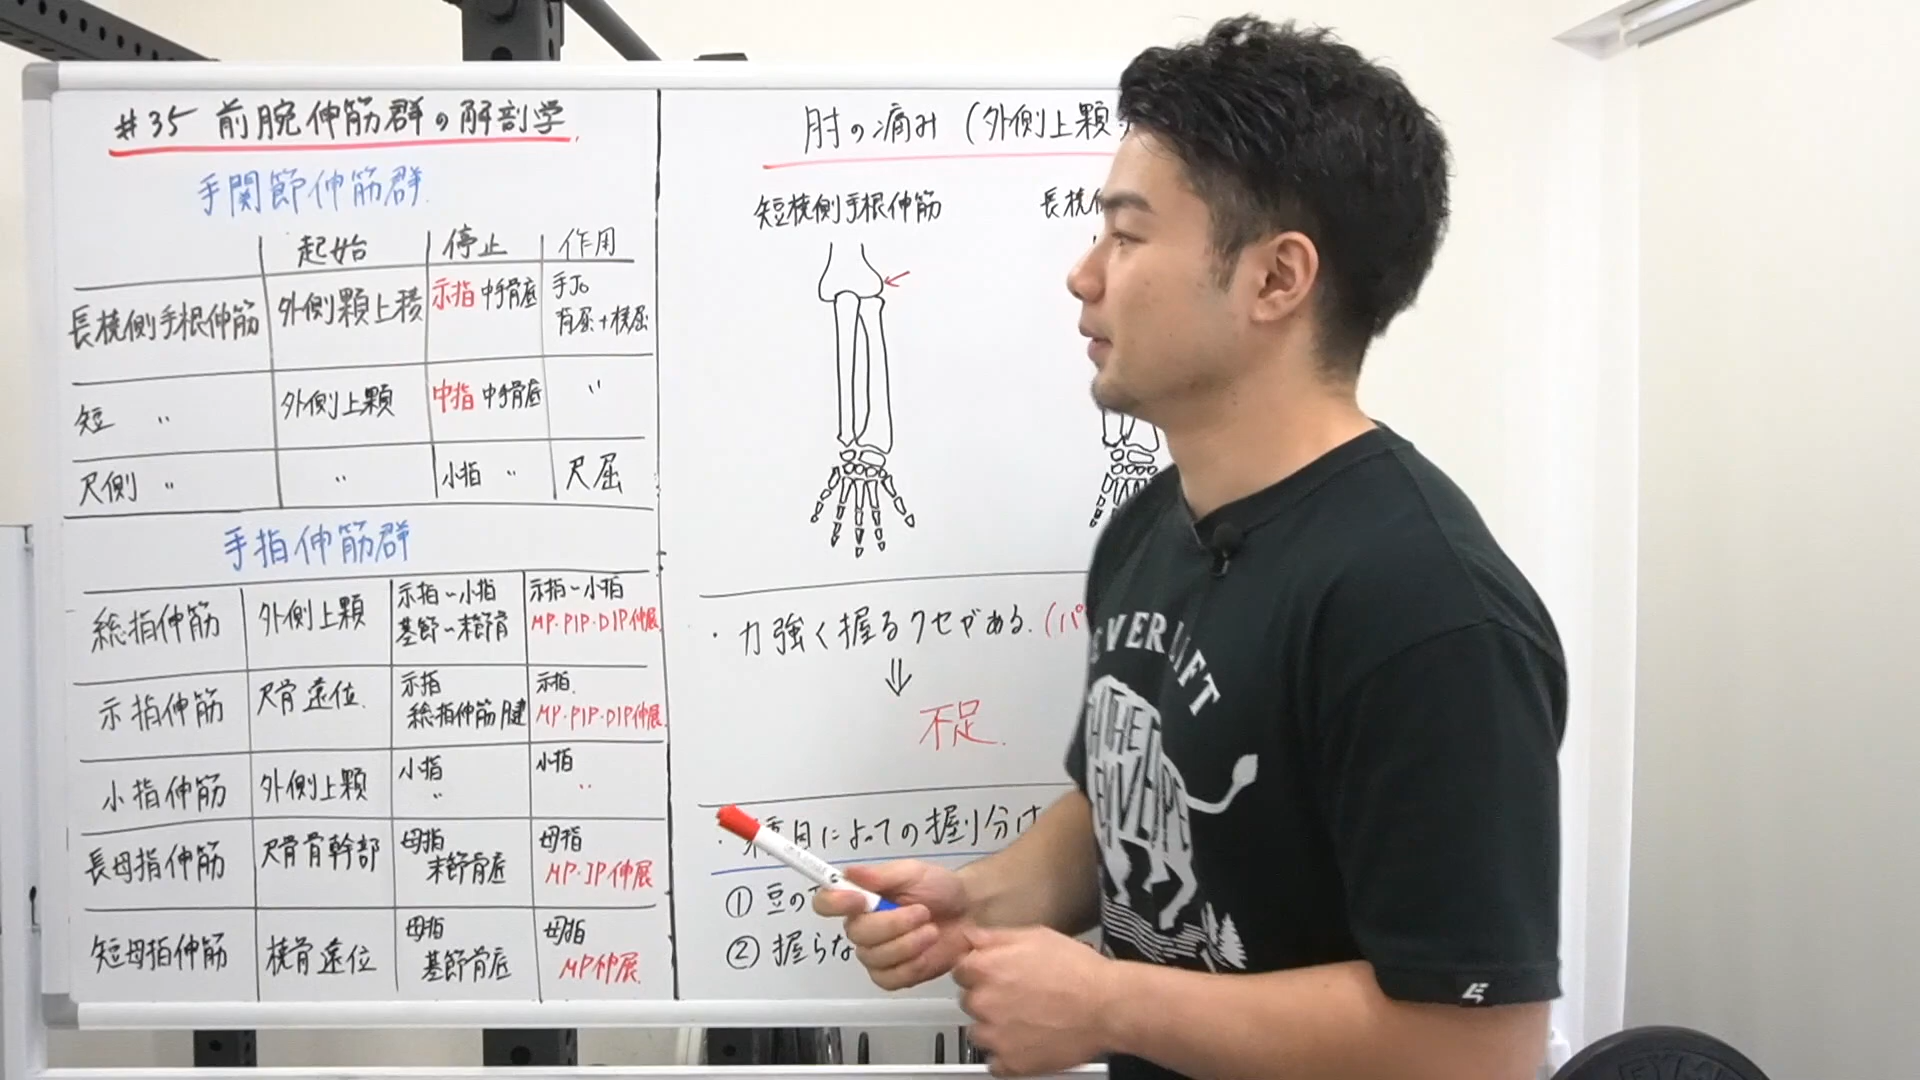 #35 前腕伸筋群の解剖学
手関節伸筋群
起始 停止 作用
長橈側手根伸筋 外側顆上稜 示指 中手骨底 手Jo 背屈+橈屈
短 〃 外側上顆 中指 中手骨底 〃
尺側 〃 〃 小指 〃 尺屈
手指伸筋群
総指伸筋 外側上顆 示指~小指 基節~末節骨 示指~小指 MP・PIP・DIP伸展
示指伸筋 尺骨遠位 示指 総指伸筋腱 示指 MP・PIP・DIP伸展
小指伸筋 外側上顆 小指 〃 小指 〃
長母指伸筋 尺骨骨幹部 母指 末節骨底 母指 MP・IP伸展
短母指伸筋 橈骨遠位 母指 基節骨底 母指 MP伸展
肘の痛み(外側上顆
短橈側手根伸筋 長橈
・力強く握るクセがある.(パ
⇓
不足
・種目によっての握り分け
① 豆の
② 握らな
EVER LIFT